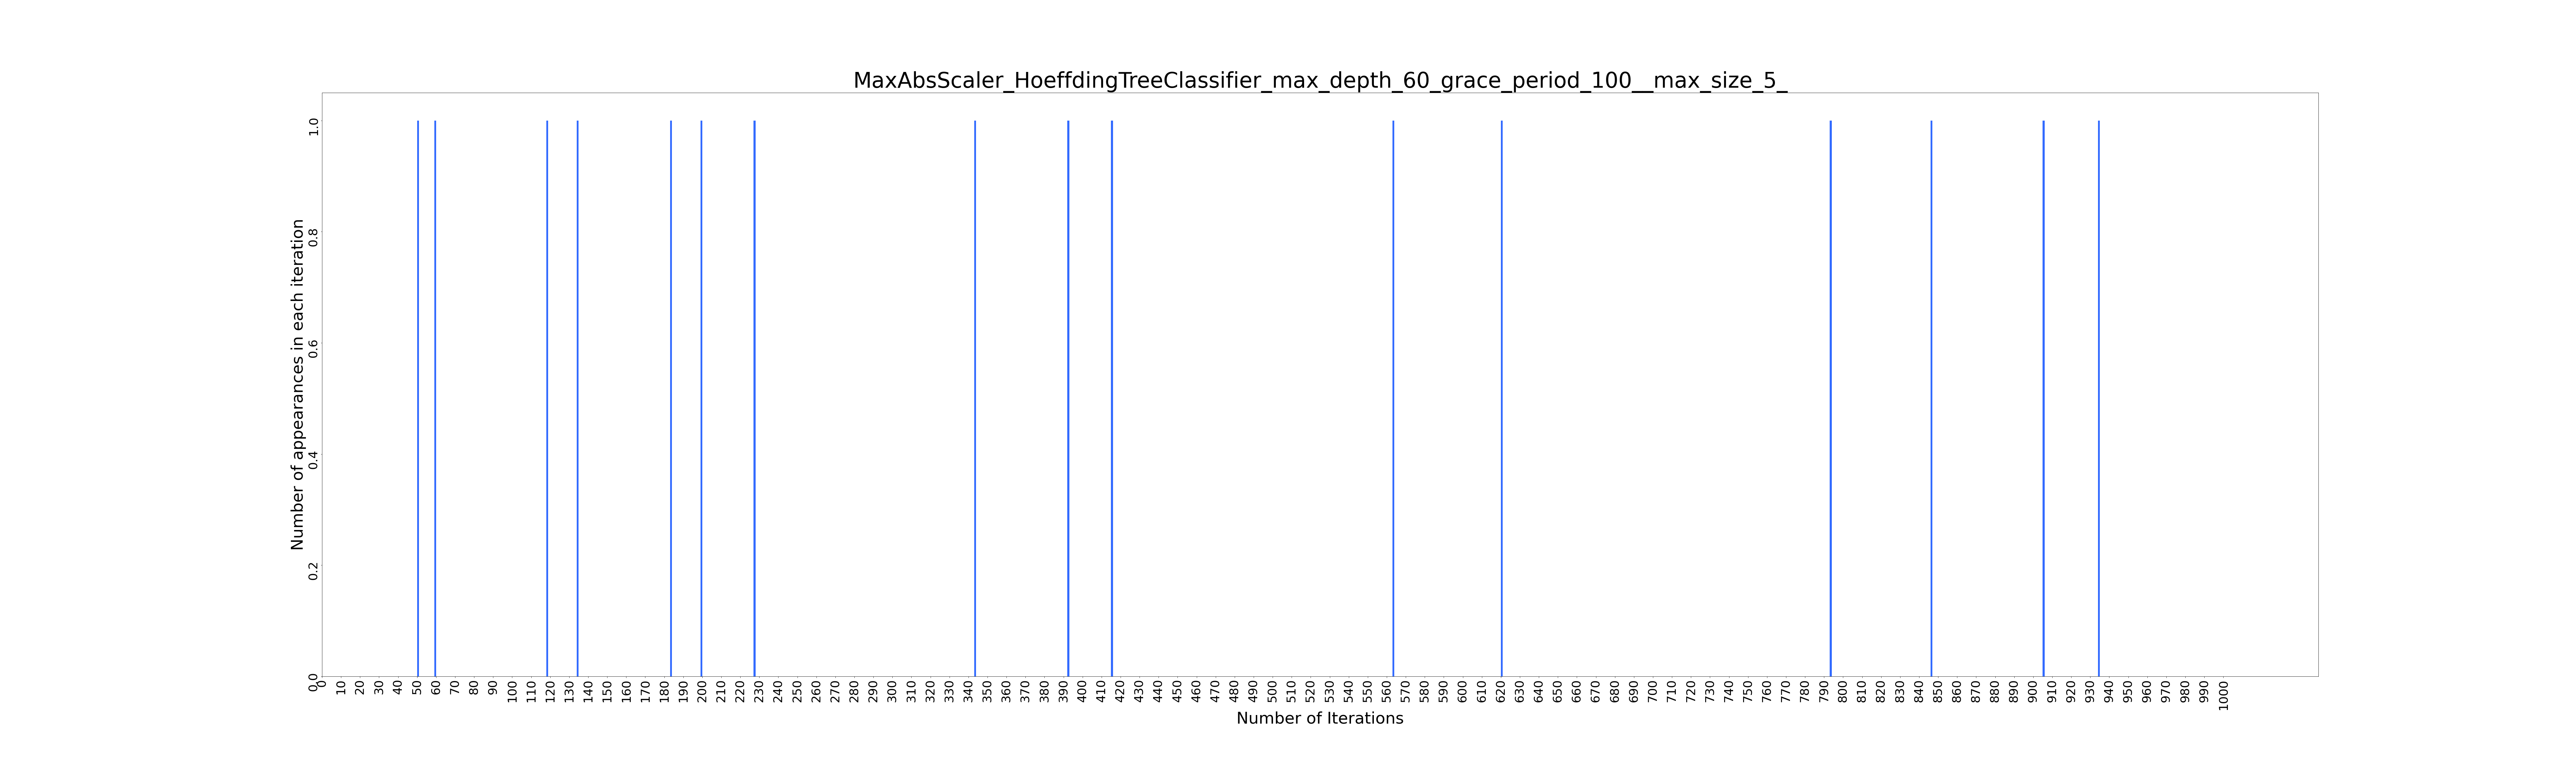 MaxAbsScaler_HoeffdingTreeClassifier_max_depth_60_grace_period_100__max_size_5_
Number of appearances in each iteration
1.0
0.8
0.6
0.4
0.2
0.0
0 10 20 30 40 50 60 70 80 90 100 110 120 130 140 150 160 170 180 190 200 210 220 230 240 250 260 270 280 290 300 310 320 330 340 350 360 370 380 390 400 410 420 430 440 450 460 470 480 490 500 510 520 530 540 550 560 570 580 590 600 610 620 630 640 650 660 670 680 690 700 710 720 730 740 750 760 770 780 790 800 810 820 830 840 850 860 870 880 890 900 910 920 930 940 950 960 970 980 990 1000
Number of Iterations